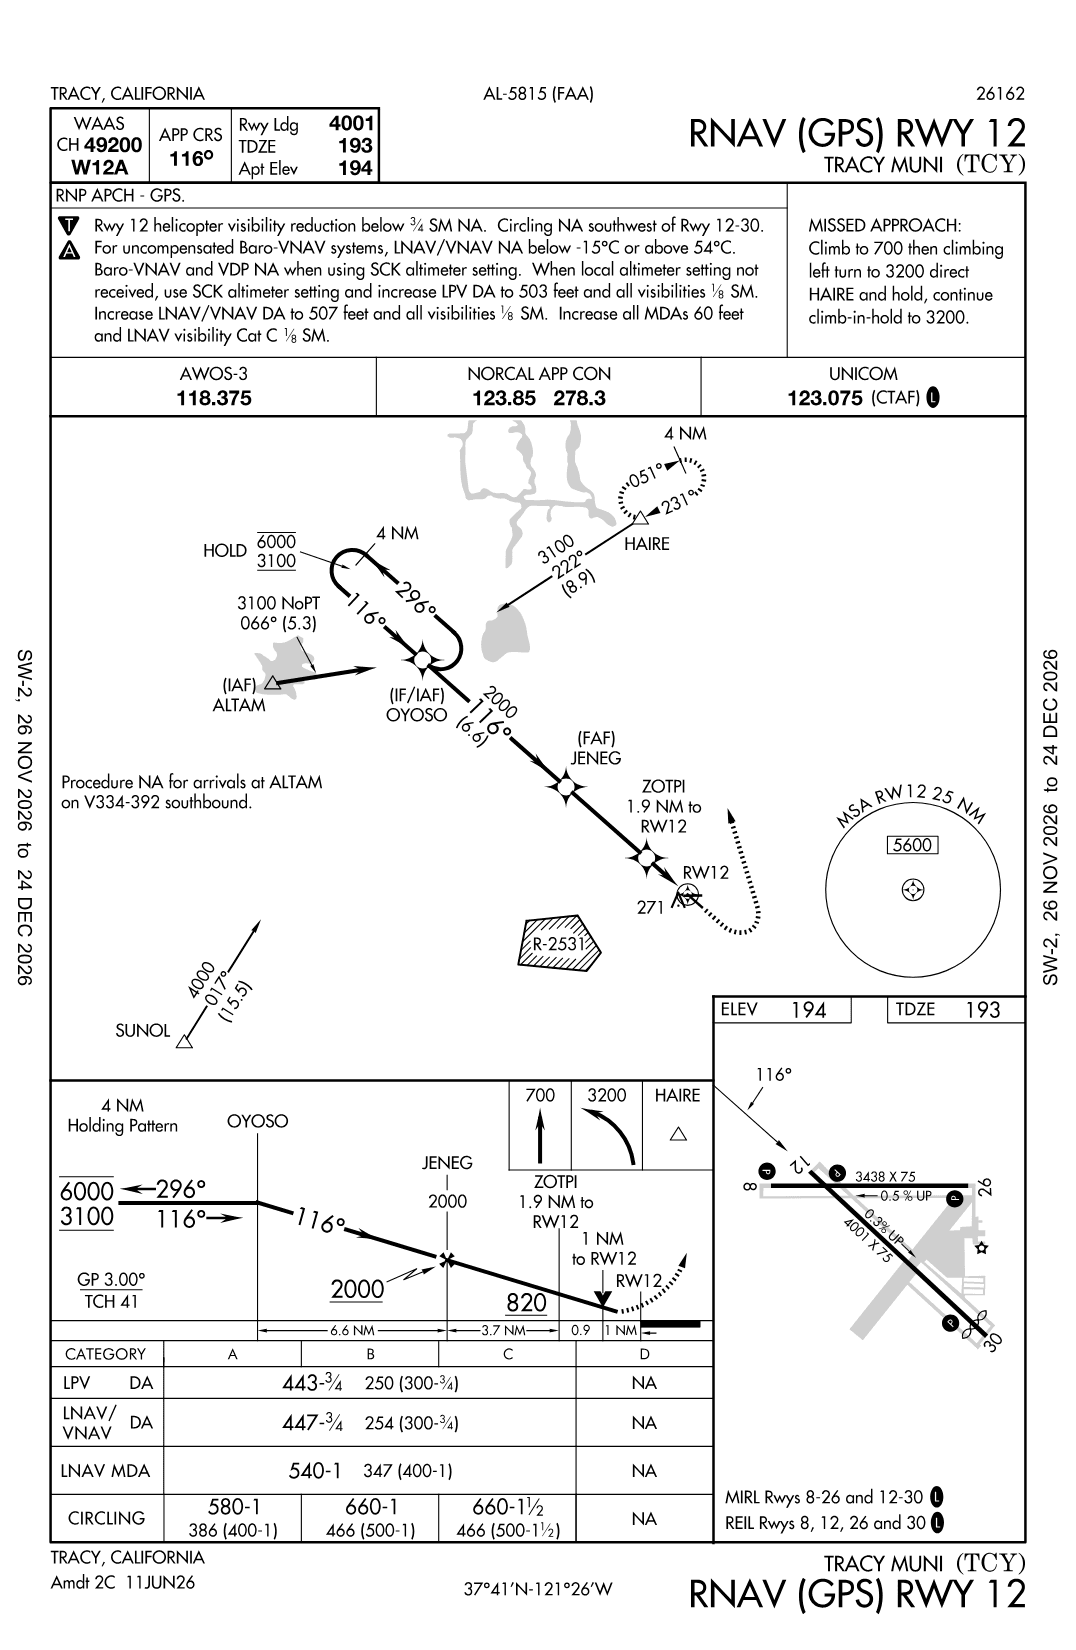 TRACY, CALIFORNIA
AL-5815 (FAA)
26162
WAAS
CH 49200
W12A
APP CRS
116°
Rwy Ldg 4001
TDZE 193
Apt Elev 194
RNAV (GPS) RWY 12
TRACY MUNI (TCY)
RNP APCH - GPS.
T
A
Rwy 12 helicopter visibility reduction below ¾ SM NA. Circling NA southwest of Rwy 12-30.
For uncompensated Baro-VNAV systems, LNAV/VNAV NA below -15°C or above 54°C.
Baro-VNAV and VDP NA when using SCK altimeter setting. When local altimeter setting not
received, use SCK altimeter setting and increase LPV DA to 503 feet and all visibilities ⅛ SM.
Increase LNAV/VNAV DA to 507 feet and all visibilities ⅛ SM. Increase all MDAs 60 feet
and LNAV visibility Cat C ⅛ SM.
MISSED APPROACH:
Climb to 700 then climbing
left turn to 3200 direct
HAIRE and hold, continue
climb-in-hold to 3200.
AWOS-3
118.375
NORCAL APP CON
123.85 278.3
UNICOM
123.075 (CTAF) L
4 NM
051°
231°
HAIRE
3100
222°
(8.9)
HOLD
6000
3100
4 NM
296°
116°
3100 NoPT
066° (5.3)
(IAF)
ALTAM
(IF/IAF)
OYOSO
2000
116°
(6.6)
(FAF)
JENEG
ZOTPI
1.9 NM to
RW12
RW12
271
Procedure NA for arrivals at ALTAM
on V334-392 southbound.
MSA RW12 25 NM
5600
R-2531
4000
017°
(15.5)
SUNOL
SW-2, 26 NOV 2026 to 24 DEC 2026
SW-2, 26 NOV 2026 to 24 DEC 2026
ELEV 194
TDZE 193
116°
12
P
P
3438 X 75
8
26
0.5 % UP
P
0.3% UP
4001 X 75
P
30
MIRL Rwys 8-26 and 12-30 L
REIL Rwys 8, 12, 26 and 30 L
4 NM
Holding Pattern
OYOSO
6000
3100
296°
116°
116°
JENEG
2000
2000
GP 3.00°
TCH 41
700
3200
HAIRE
ZOTPI
1.9 NM to
RW12
1 NM
to RW12
RW12
820
6.6 NM
3.7 NM
0.9
1 NM
CATEGORY A B C D
LPV DA 443-¾ 250 (300-¾) NA
LNAV/
VNAV DA 447-¾ 254 (300-¾) NA
LNAV MDA 540-1 347 (400-1) NA
CIRCLING 580-1 660-1 660-1½ NA
386 (400-1) 466 (500-1) 466 (500-1½)
TRACY, CALIFORNIA
Amdt 2C 11JUN26
37°41'N-121°26'W
TRACY MUNI (TCY)
RNAV (GPS) RWY 12